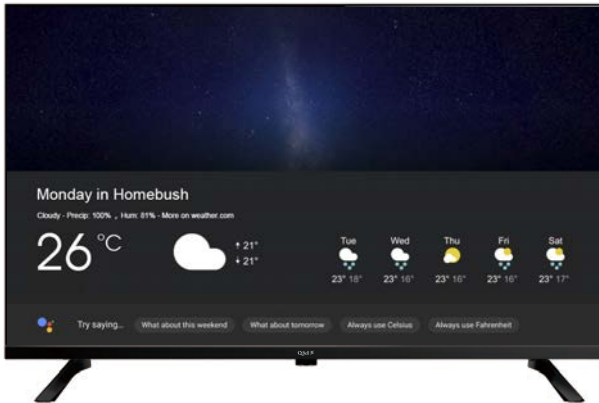 Monday in Homebush
Cloudy - Precip: 100% , Hum: 81% - More on weather.com
26 °C
↑ 21°
↓ 21°
Tue Wed Thu Fri Sat
23° 18° 23° 16° 23° 16° 23° 16° 23° 17°
Try saying... What about this weekend What about tomorrow Always use Celsius Always use Fahrenheit